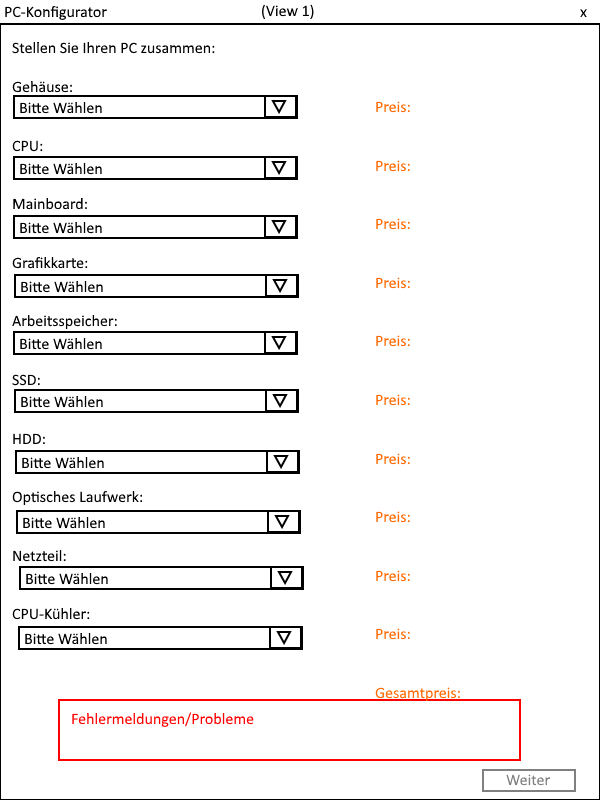 PC-Konfigurator (View 1) x
Stellen Sie Ihren PC zusammen:
Gehäuse:
Bitte Wählen Preis:
CPU:
Bitte Wählen Preis:
Mainboard:
Bitte Wählen Preis:
Grafikkarte:
Bitte Wählen Preis:
Arbeitsspeicher:
Bitte Wählen Preis:
SSD:
Bitte Wählen Preis:
HDD:
Bitte Wählen Preis:
Optisches Laufwerk:
Bitte Wählen Preis:
Netzteil:
Bitte Wählen Preis:
CPU-Kühler:
Bitte Wählen Preis:
Gesamtpreis:
Fehlermeldungen/Probleme
Weiter